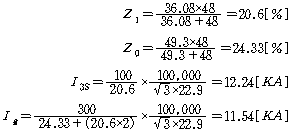 Z₁ = 36.08×48 / 36.08+48 = 20.6[%]
Z₀ = 49.3×48 / 49.3+48 = 24.33[%]
I₃S = 100 / 20.6 × 100,000 / √3×22.9 = 12.24[KA]
I = 300 / 24.33+(20.6×2) × 100,000 / √3×22.9 = 11.54[KA]